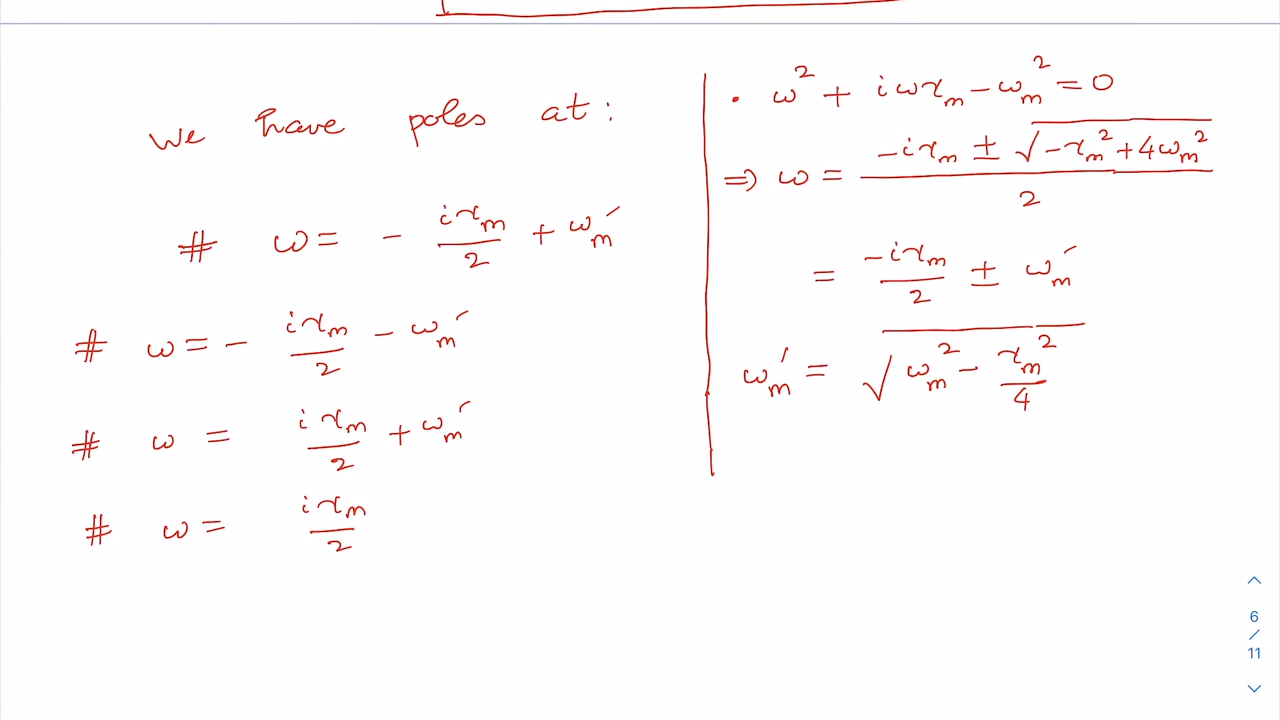 We have poles at:
# ω = - iγm/2 + ωm′
# ω = - iγm/2 - ωm′
# ω = iγm/2 + ωm′
# ω = iγm/2
• ω² + iωγm - ωm² = 0
⇒ ω = (-iγm ± √(-γm² + 4ωm²))/2
= -iγm/2 ± ωm′
ωm′ = √(ωm² - γm²/4)
6
/
11